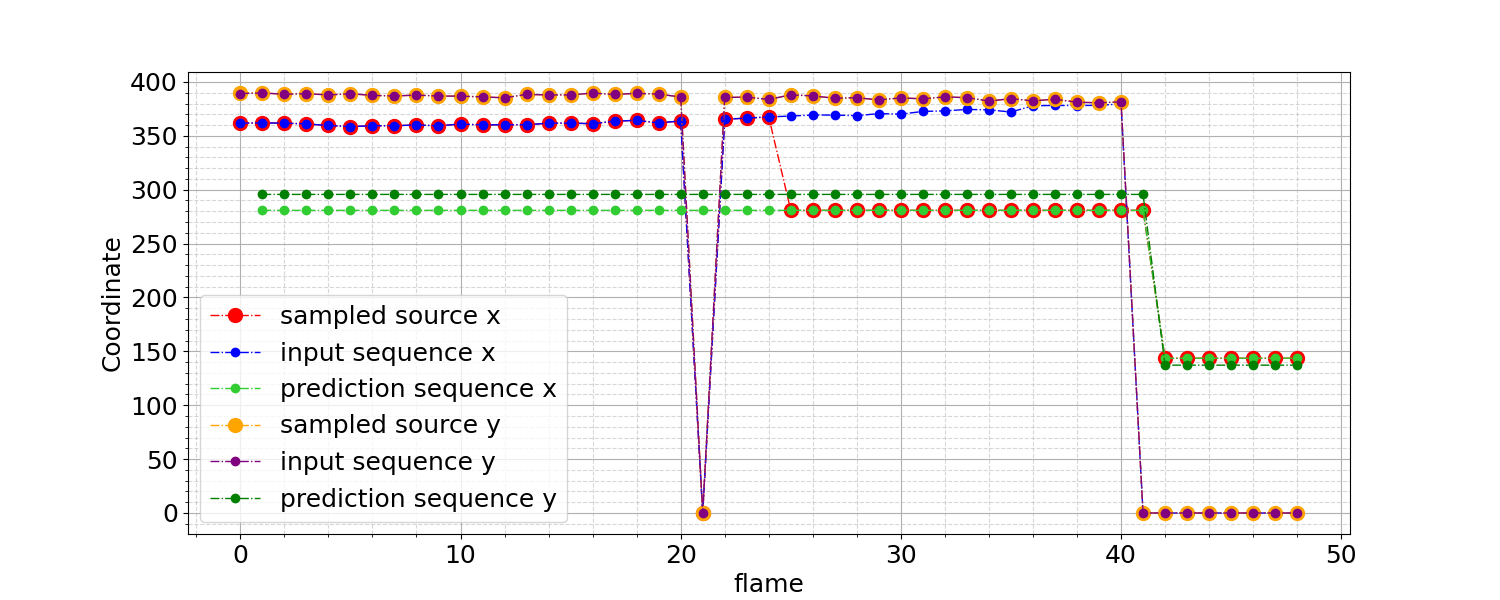 400
350
300
250
200
150
100
50
0
Coordinate
sampled source x
input sequence x
prediction sequence x
sampled source y
input sequence y
prediction sequence y
0 10 20 30 40 50
flame